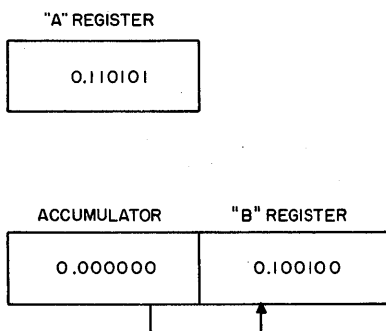 "A" REGISTER
0.110101
ACCUMULATOR
"B" REGISTER
0.000000
0.100100